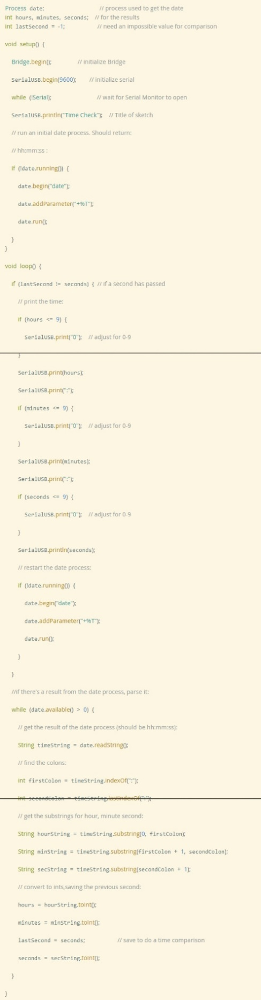 Process date;                 // process used to get the date
int hours, minutes, seconds;  // for the results
int lastSecond = -1;          // need an impossible value for comparison
void setup() {
  Bridge.begin();        // initialize Bridge
  SerialUSB.begin(9600);    // initialize serial
  while (!Serial);              // wait for Serial Monitor to open
  SerialUSB.println("Time Check");  // Title of sketch
  // run an initial date process. Should return:
  // hh:mm:ss :
  if (!date.running()) {
    date.begin("date");
    date.addParameter("+%T");
    date.run();
  }
}
void loop() {
  if (lastSecond != seconds) { // if a second has passed
    // print the time:
    if (hours <= 9) {
      SerialUSB.print("0");  // adjust for 0-9
    }
    SerialUSB.print(hours);
    SerialUSB.print(":");
    if (minutes <= 9) {
      SerialUSB.print("0");  // adjust for 0-9
    }
    SerialUSB.print(minutes);
    SerialUSB.print(":");
    if (seconds <= 9) {
      SerialUSB.print("0");  // adjust for 0-9
    }
    SerialUSB.println(seconds);
    // restart the date process:
    if (!date.running()) {
      date.begin("date");
      date.addParameter("+%T");
      date.run();
    }
  }
  //if there's a result from the date process, parse it:
  while (date.available() > 0) {
    // get the result of the date process (should be hh:mm:ss):
    String timeString = date.readString();
    // find the colons:
    int firstColon = timeString.indexOf(":");
    int secondColon = timeString.lastIndexOf(":");
    // get the substrings for hour, minute second:
    String hourString = timeString.substring(0, firstColon);
    String minString = timeString.substring(firstColon + 1, secondColon);
    String secString = timeString.substring(secondColon + 1);
    // convert to ints,saving the previous second:
    hours = hourString.toInt();
    minutes = minString.toInt();
    lastSecond = seconds;          // save to do a time comparison
    seconds = secString.toInt();
  }
}